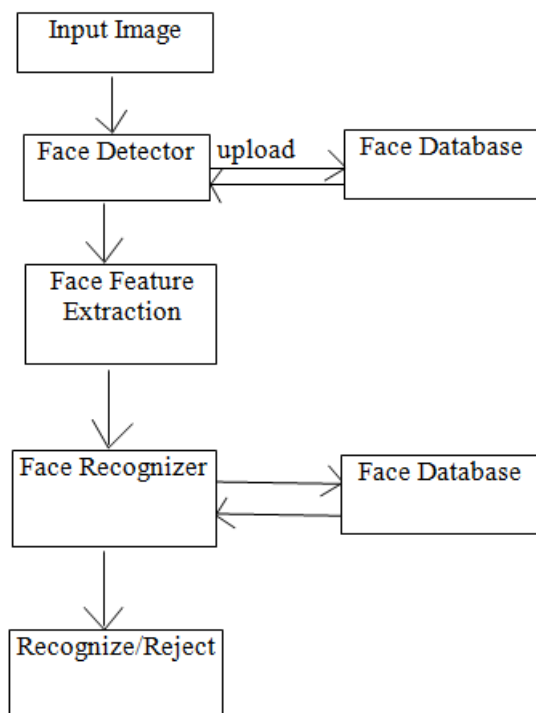 Input Image
Face Detector
upload
Face Database
Face Feature
Extraction
Face Recognizer
Face Database
Recognize/Reject